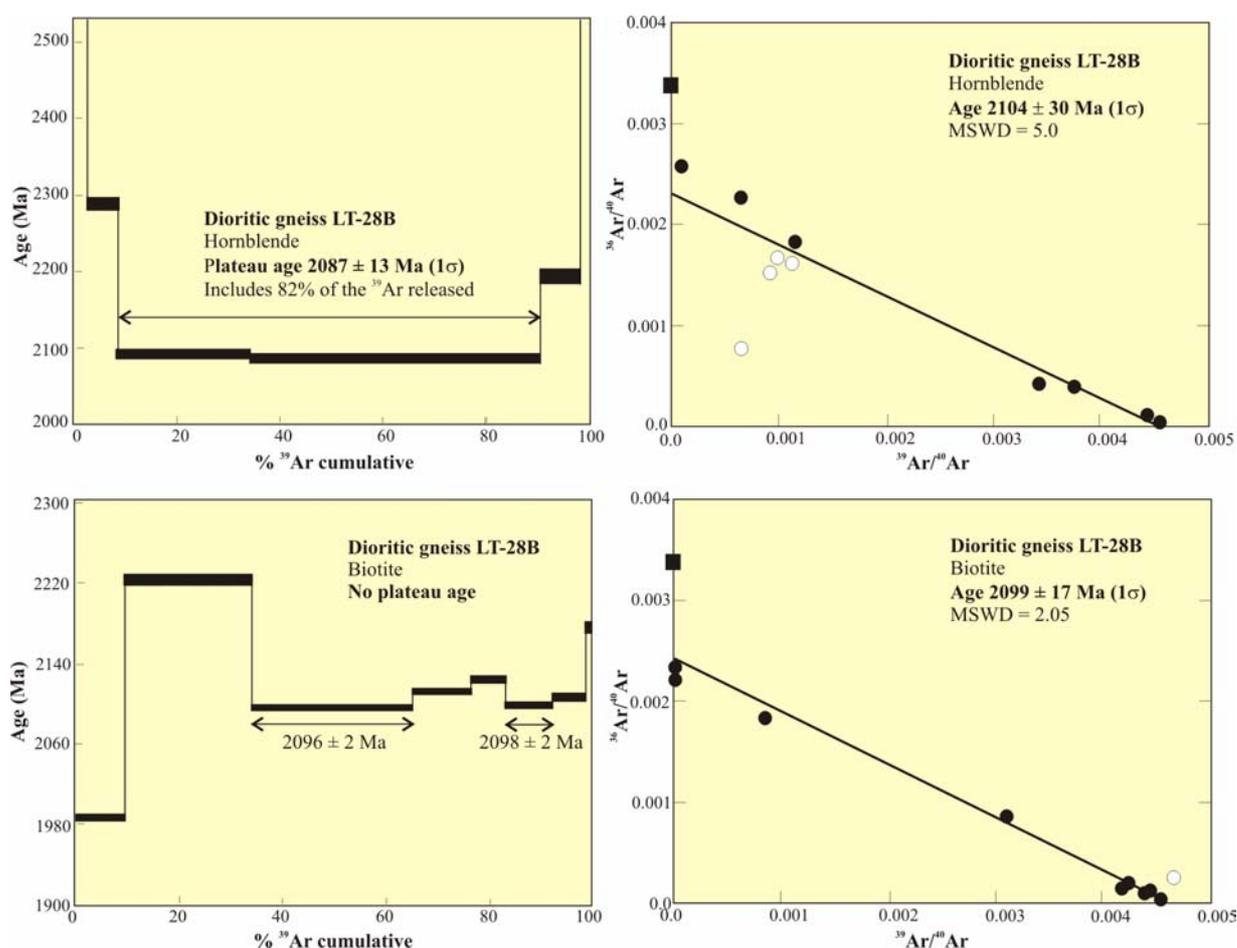 2500
2400
2300
2200
2100
2000
Age (Ma)
Dioritic gneiss LT-28B
Hornblende
Plateau age 2087 ± 13 Ma (1σ)
Includes 82% of the ³⁹Ar released
0
20
40
60
80
100
% ³⁹Ar cumulative
0.004
0.003
0.002
0.001
0.0
³⁶Ar/⁴⁰Ar
Dioritic gneiss LT-28B
Hornblende
Age 2104 ± 30 Ma (1σ)
MSWD = 5.0
0.0
0.001
0.002
0.003
0.004
0.005
³⁹Ar/⁴⁰Ar
2300
2220
2140
2060
1980
1900
Age (Ma)
Dioritic gneiss LT-28B
Biotite
No plateau age
2096 ± 2 Ma
2098 ± 2 Ma
0
20
40
60
80
100
% ³⁹Ar cumulative
0.004
0.003
0.002
0.001
0.0
³⁶Ar/⁴⁰Ar
Dioritic gneiss LT-28B
Biotite
Age 2099 ± 17 Ma (1σ)
MSWD = 2.05
0.0
0.001
0.002
0.003
0.004
0.005
³⁹Ar/⁴⁰Ar